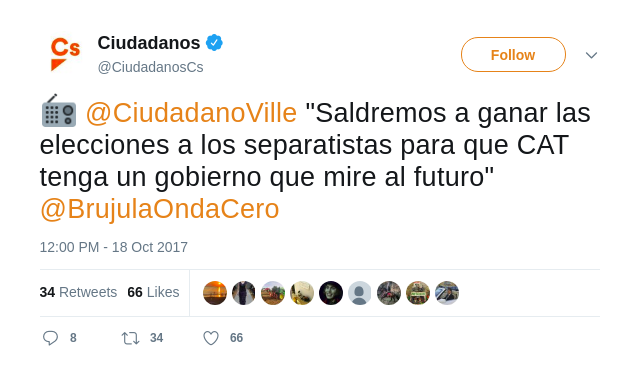 Cs
Ciudadanos
@CiudadanosCs
Follow
@CiudadanoVille "Saldremos a ganar las
elecciones a los separatistas para que CAT
tenga un gobierno que mire al futuro"
@BrujulaOndaCero
12:00 PM - 18 Oct 2017
34 Retweets 66 Likes
8 34 66